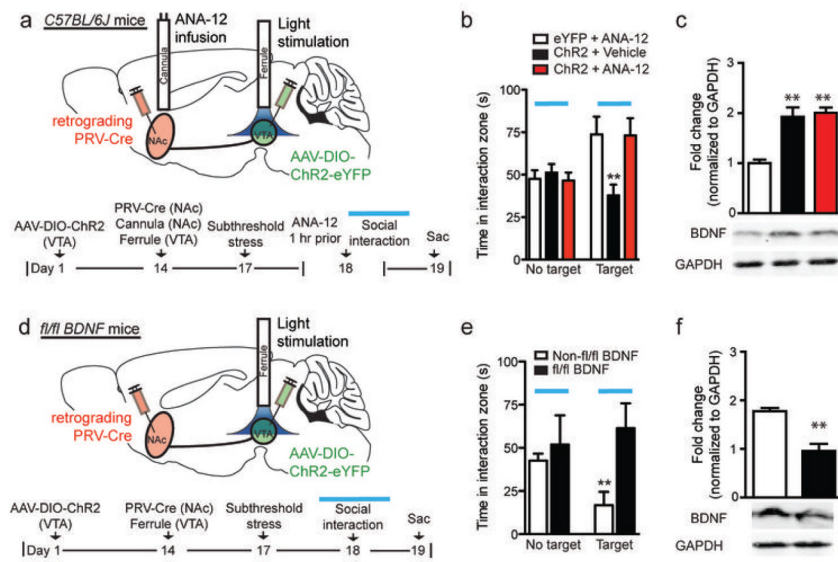 a
C57BL/6J mice
ANA-12
infusion
Light
stimulation
Cannula
Ferrule
retrograding
PRV-Cre
NAc
VTA
AAV-DIO-
ChR2-eYFP
AAV-DIO-ChR2
(VTA)
PRV-Cre (NAc)
Cannula (NAc)
Ferrule (VTA)
Subthreshold
stress
ANA-12
1 hr prior
Social
interaction
Sac
Day 1 14 17 18 19
b
eYFP + ANA-12
ChR2 + Vehicle
ChR2 + ANA-12
Time in interaction zone (s)
100
75
50
25
0
**
No target Target
c
Fold change
(normalized to GAPDH)
3
2
1
0
** **
BDNF
GAPDH
d
fl/fl BDNF mice
Light
stimulation
Ferrule
retrograding
PRV-Cre
NAc
VTA
AAV-DIO-
ChR2-eYFP
AAV-DIO-ChR2
(VTA)
PRV-Cre (NAc)
Ferrule (VTA)
Subthreshold
stress
Social
interaction
Sac
Day 1 14 17 18 19
e
Non-fl/fl BDNF
fl/fl BDNF
Time in interaction zone (s)
100
75
50
25
0
**
No target Target
f
Fold change
(normalized to GAPDH)
3
2
1
0
**
BDNF
GAPDH